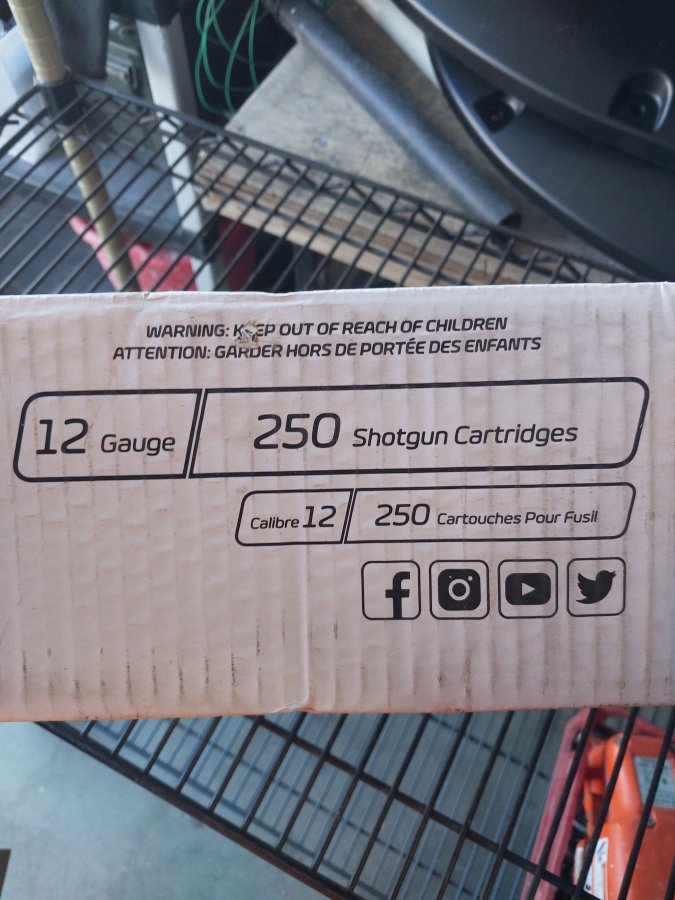 WARNING: KEEP OUT OF REACH OF CHILDREN
ATTENTION: GARDER HORS DE PORTÉE DES ENFANTS
12 Gauge 250 Shotgun Cartridges
Calibre 12 250 Cartouches Pour Fusil